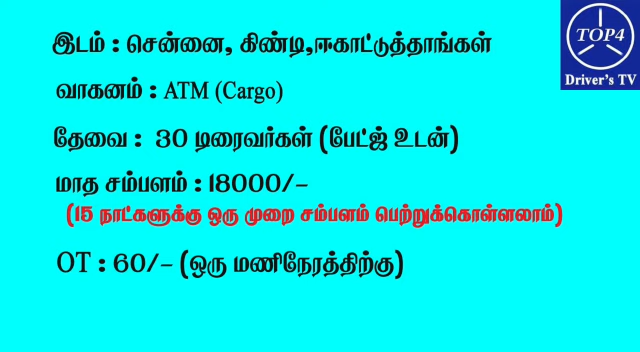 இடம் : சென்னை, கிண்டி,ஈகாட்டுத்தாங்கள்
வாகனம் : ATM (Cargo)
தேவை : 30 டிரைவர்கள் (பேட்ஜ் உடன்)
மாத சம்பளம் : 18000/-
(15 நாட்களுக்கு ஒரு முறை சம்பளம் பெற்றுக்கொள்ளலாம்)
OT : 60/- (ஒரு மணிநேரத்திற்கு)
TOP4
Driver's TV